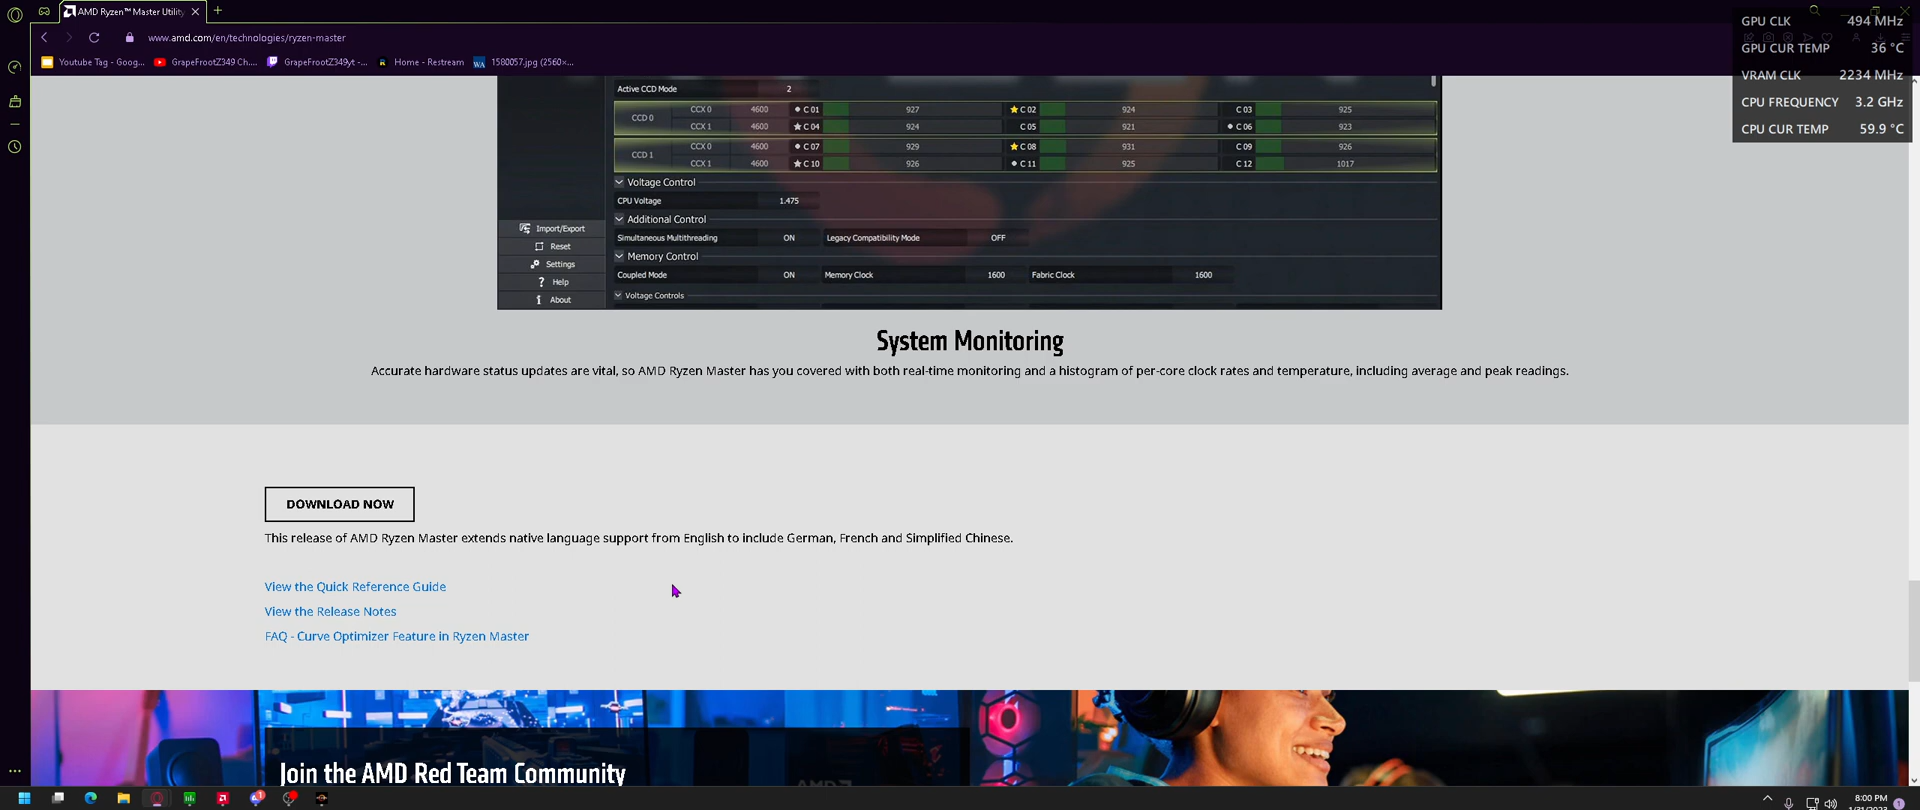 AMD Ryzen™ Master Utility
www.amd.com/en/technologies/ryzen-master
Youtube Tag - Goog... GrapeFrootZ349 Ch... GrapeFrootZ349yt -... Home - Restream 1580057.jpg (2560×...
GPU CLK 494 MHz
GPU CUR TEMP 36 °C
VRAM CLK 2234 MHz
CPU FREQUENCY 3.2 GHz
CPU CUR TEMP 59.9 °C
Active CCD Mode 2
CCD 0
CCX 0 4600 C 01 927 C 02 924 C 03 925
CCX 1 4600 C 04 924 C 05 921 C 06 923
CCD 1
CCX 0 4600 C 07 929 C 08 931 C 09 926
CCX 1 4600 C 10 926 C 11 925 C 12 1017
Voltage Control
CPU Voltage 1.475
Additional Control
Simultaneous Multithreading ON Legacy Compatibility Mode OFF
Memory Control
Coupled Mode ON Memory Clock 1600 Fabric Clock 1600
Voltage Controls
Import/Export
Reset
Settings
Help
About
System Monitoring
Accurate hardware status updates are vital, so AMD Ryzen Master has you covered with both real-time monitoring and a histogram of per-core clock rates and temperature, including average and peak readings.
DOWNLOAD NOW
This release of AMD Ryzen Master extends native language support from English to include German, French and Simplified Chinese.
View the Quick Reference Guide
View the Release Notes
FAQ - Curve Optimizer Feature in Ryzen Master
Join the AMD Red Team Community
8:00 PM
1/31/2023